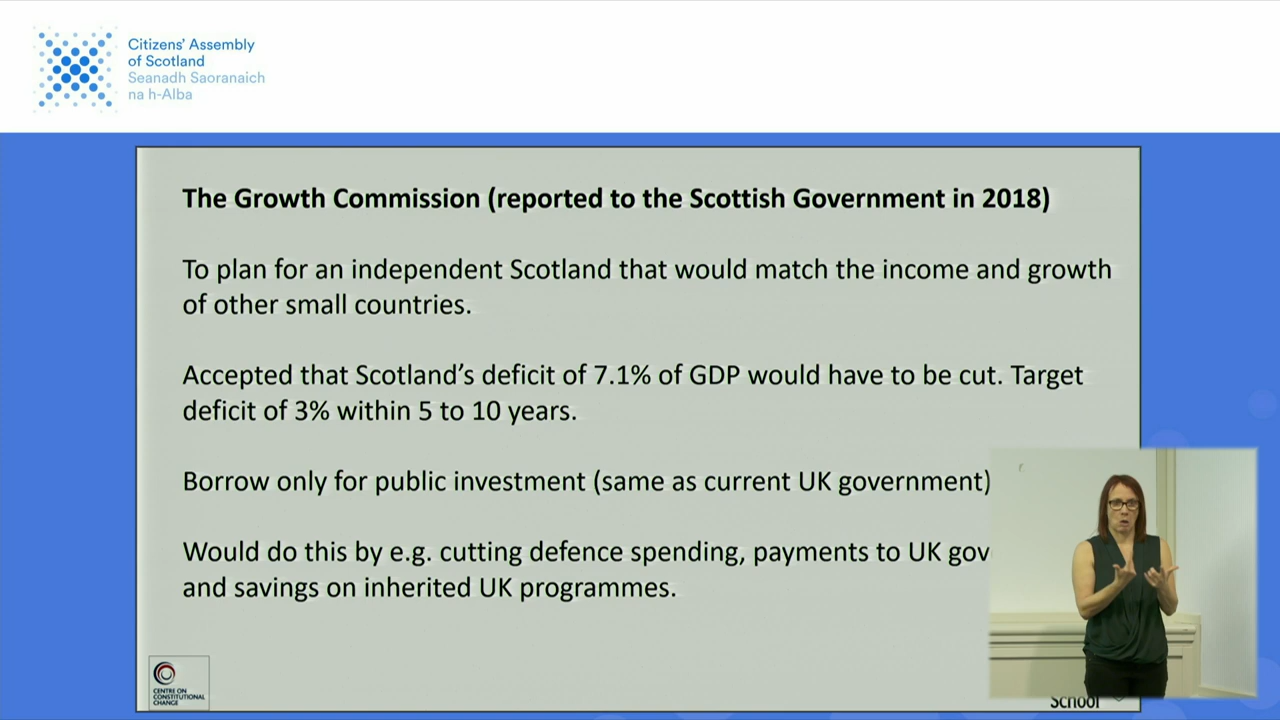 Citizens' Assembly
of Scotland
Seanadh Saoranaich
na h-Alba
The Growth Commission (reported to the Scottish Government in 2018)
To plan for an independent Scotland that would match the income and growth
of other small countries.
Accepted that Scotland's deficit of 7.1% of GDP would have to be cut. Target
deficit of 3% within 5 to 10 years.
Borrow only for public investment (same as current UK government)
Would do this by e.g. cutting defence spending, payments to UK gov
and savings on inherited UK programmes.
CENTRE ON
CONSTITUTIONAL
CHANGE
School